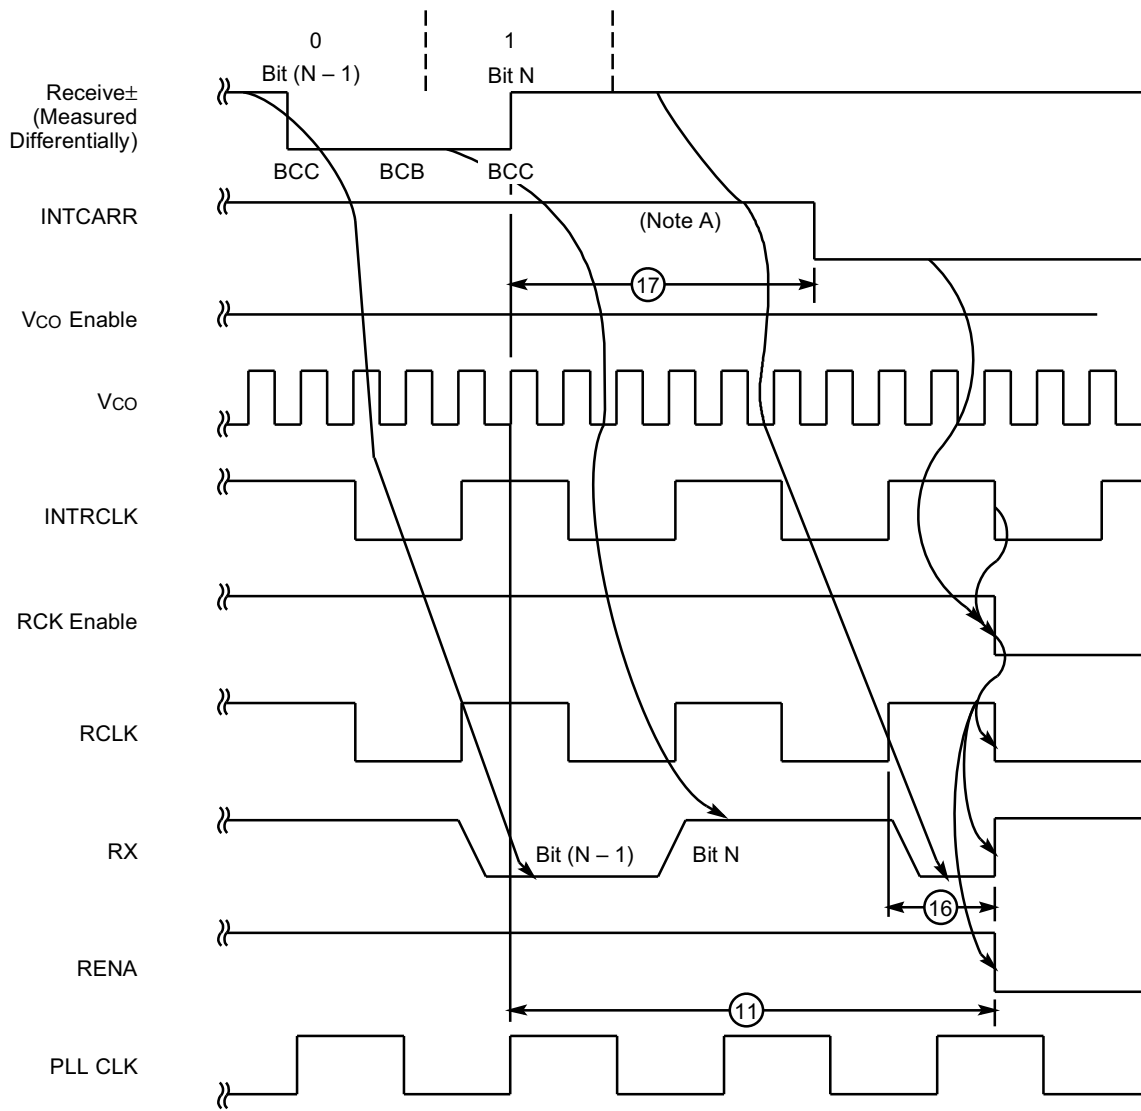 0 1
Bit (N – 1) Bit N
Receive±
(Measured
Differentially)
BCC BCB BCC
INTCARR
(Note A)
17
VCO Enable
VCO
INTRCLK
RCK Enable
RCLK
RX
Bit (N – 1) Bit N
16
RENA
11
PLL CLK